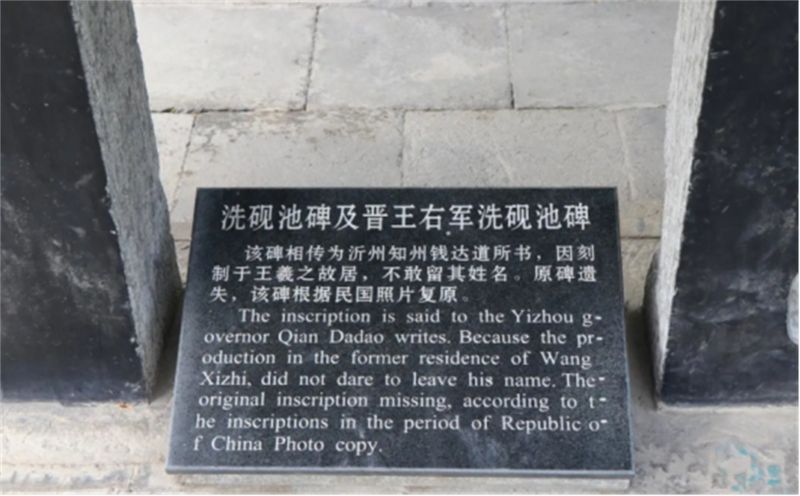 洗砚池碑及晋王右军洗砚池碑
该碑相传为沂州知州钱达道所书，因刻
制于王羲之故居，不敢留其姓名。原碑遗
失，该碑根据民国照片复原。
The inscription is said to the Yizhou g-
overnor Qian Dadao writes. Because the pr-
oduction in the former residence of Wang
Xizhi, did not dare to leave his name. The-
original inscription missing, according to t-
he inscriptions in the period of Republic o-
f China Photo copy.